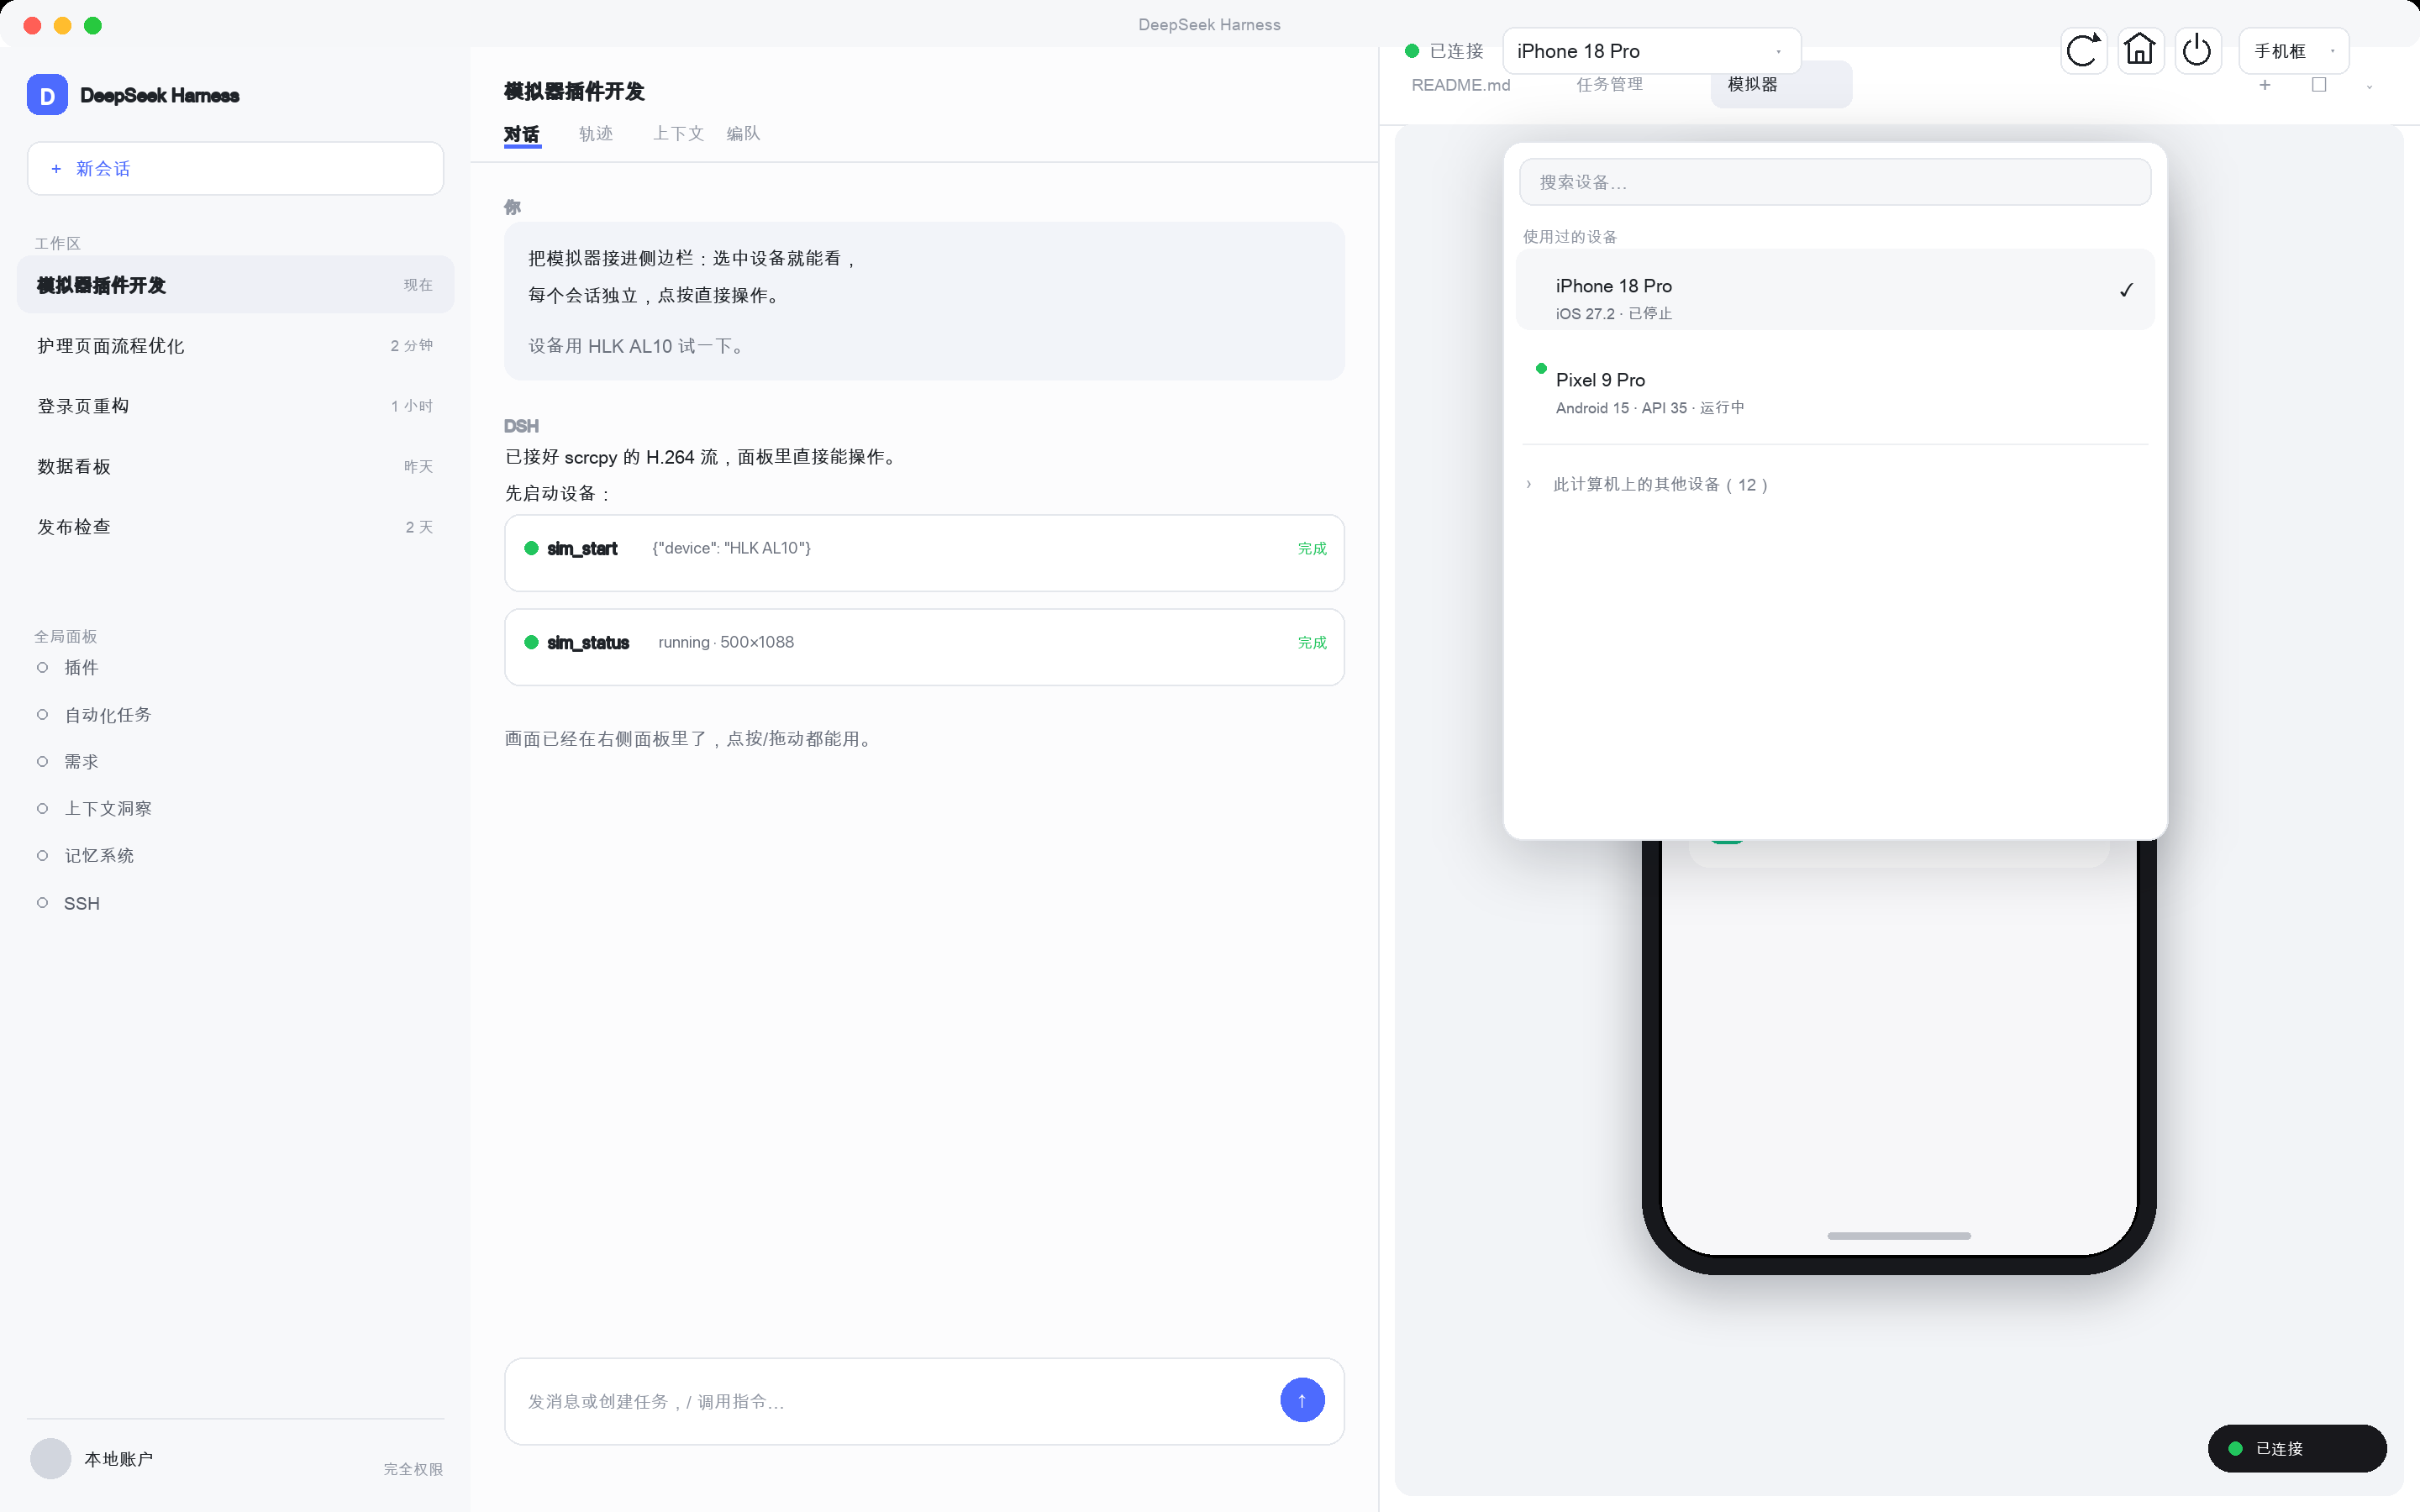 DeepSeek Harness
D DeepSeek Harness
+ 新会话
工作区
模拟器插件开发 现在
护理页面流程优化 2 分钟
登录页重构 1 小时
数据看板 昨天
发布检查 2 天
全局面板
插件
自动化任务
需求
上下文洞察
记忆系统
SSH
本地账户
完全权限
模拟器插件开发
对话 轨迹 上下文 编队
你
把模拟器接进侧边栏：选中设备就能看，
每个会话独立，点按直接操作。
设备用 HLK AL10 试一下。
DSH
已接好 scrcpy 的 H.264 流，面板里直接能操作。
先启动设备：
sim_start {"device": "HLK AL10"} 完成
sim_status running · 500×1088 完成
画面已经在右侧面板里了，点按/拖动都能用。
发消息或创建任务，/ 调用指令...
↑
已连接 iPhone 18 Pro 手机框
README.md 任务管理 模拟器 +
搜索设备...
使用过的设备
iPhone 18 Pro ✓
iOS 27.2 · 已停止
Pixel 9 Pro
Android 15 · API 35 · 运行中
› 此计算机上的其他设备（12）
已连接